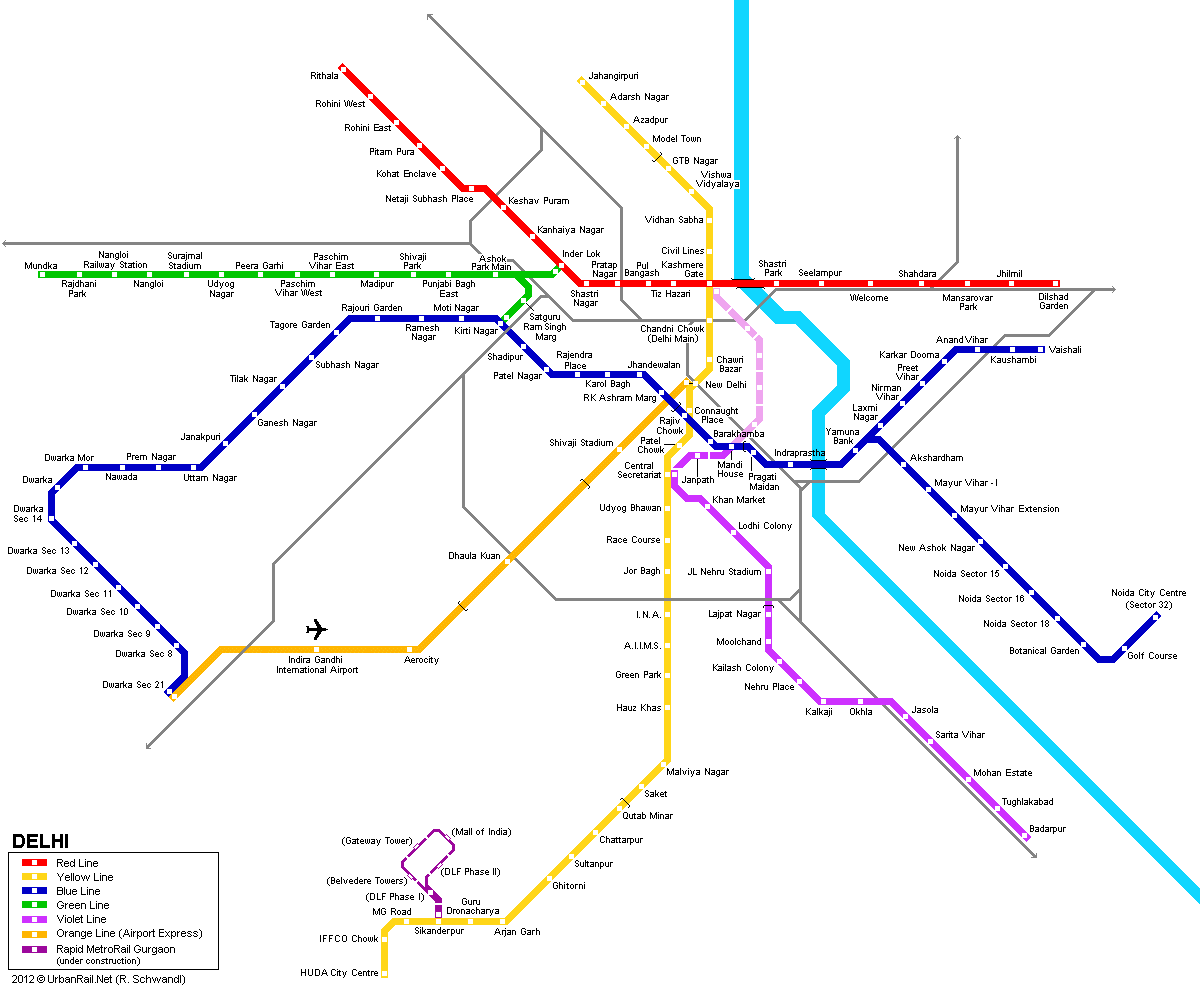 Jahangirpuri
Adarsh Nagar
Azadpur
Model Town
GTB Nagar
Vishwa
Vidyalaya
Vidhan Sabha
Civil Lines
Kashmere
Gate
Chandni Chowk
(Delhi Main)
Chawri
Bazar
New Delhi
Connaught
Place
Rajiv
Chowk
Patel
Chowk
Central
Secretariat
Udyog Bhawan
Race Course
Jor Bagh
I.N.A.
A.I.I.M.S.
Green Park
Hauz Khas
Malviya Nagar
Saket
Qutab Minar
Chattarpur
Sultanpur
Ghitorni
Arjan Garh
Guru
Dronacharya
Sikanderpur
MG Road
IFFCO Chowk
HUDA City Centre
Rithala
Rohini West
Rohini East
Pitam Pura
Kohat Enclave
Netaji Subhash Place
Keshav Puram
Kanhaiya Nagar
Inder Lok
Shastri
Nagar
Pratap
Nagar
Pul
Bangash
Tiz Hazari
Shastri
Park
Seelampur
Welcome
Shahdara
Mansarovar
Park
Jhilmil
Dilshad
Garden
Mundka
Rajdhani
Park
Nangloi
Railway Station
Nangloi
Surajmal
Stadium
Udyog
Nagar
Peera Garhi
Paschim
Vihar West
Paschim
Vihar East
Madipur
Shivaji
Park
Punjabi Bagh
East
Ashok
Park Main
Satguru
Ram Singh
Marg
Kirti Nagar
Moti Nagar
Ramesh
Nagar
Rajouri Garden
Tagore Garden
Subhash Nagar
Tilak Nagar
Ganesh Nagar
Janakpuri
Uttam Nagar
Prem Nagar
Nawada
Dwarka Mor
Dwarka
Dwarka
Sec 14
Dwarka Sec 13
Dwarka Sec 12
Dwarka Sec 11
Dwarka Sec 10
Dwarka Sec 9
Dwarka Sec 8
Dwarka Sec 21
Shadipur
Patel Nagar
Rajendra
Place
Karol Bagh
Jhandewalan
RK Ashram Marg
Barakhamba
Mandi
House
Pragati
Maidan
Indraprastha
Yamuna
Bank
Laxmi
Nagar
Nirman
Vihar
Preet
Vihar
Karkar Dooma
Anand Vihar
Kaushambi
Vaishali
Akshardham
Mayur Vihar - I
Mayur Vihar Extension
New Ashok Nagar
Noida Sector 15
Noida Sector 16
Noida Sector 18
Botanical Garden
Golf Course
Noida City Centre
(Sector 32)
Shivaji Stadium
Dhaula Kuan
Aerocity
Indira Gandhi
International Airport
Janpath
Khan Market
Lodhi Colony
JL Nehru Stadium
Lajpat Nagar
Moolchand
Kailash Colony
Nehru Place
Kalkaji
Okhla
Jasola
Sarita Vihar
Mohan Estate
Tughlakabad
Badarpur
(Mall of India)
(Gateway Tower)
(DLF Phase II)
(Belvedere Towers)
(DLF Phase I)
DELHI
Red Line
Yellow Line
Blue Line
Green Line
Violet Line
Orange Line (Airport Express)
Rapid MetroRail Gurgaon
(under construction)
2012 © UrbanRail.Net (R. Schwandl)